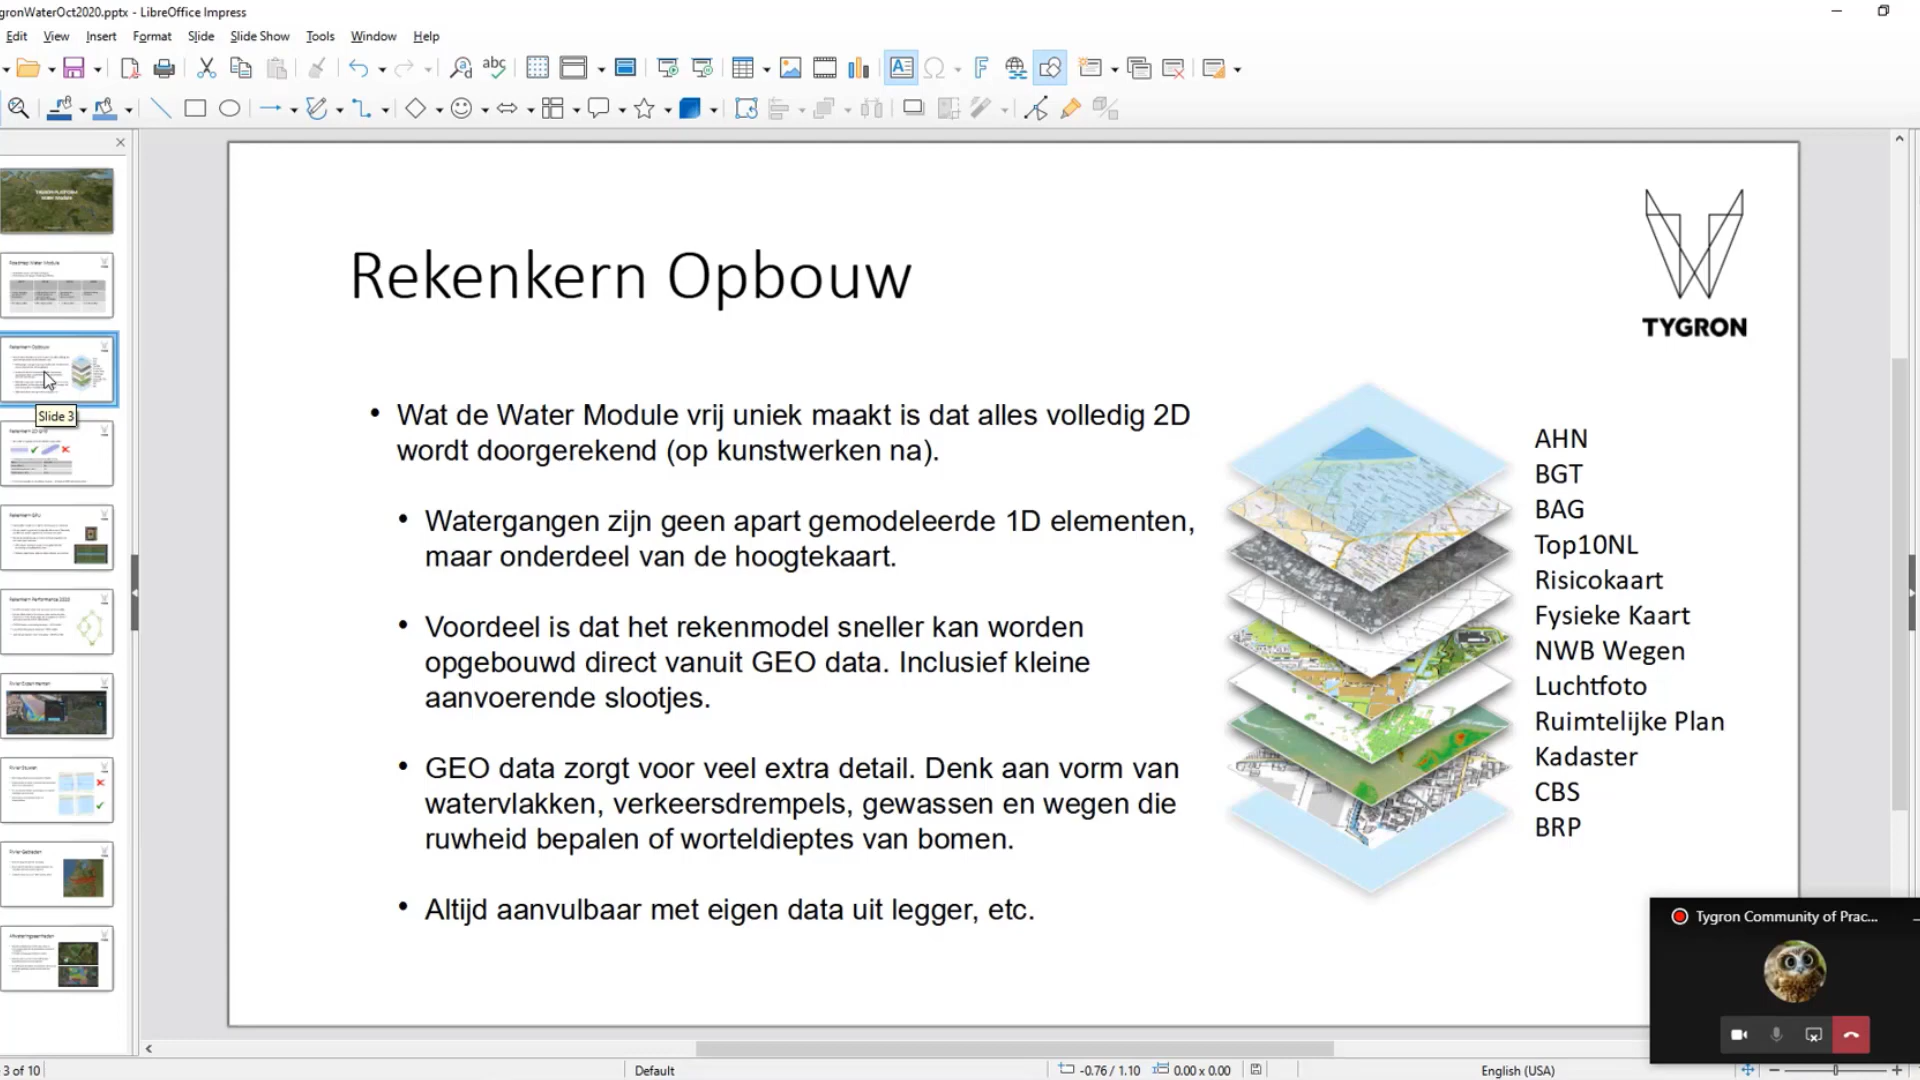 gronWaterOct2020.pptx - LibreOffice Impress
Edit View Insert Format Slide Slide Show Tools Window Help
TYGRON
Rekenkern Opbouw
• Wat de Water Module vrij uniek maakt is dat alles volledig 2D
wordt doorgerekend (op kunstwerken na).
• Watergangen zijn geen apart gemodeleerde 1D elementen,
maar onderdeel van de hoogtekaart.
• Voordeel is dat het rekenmodel sneller kan worden
opgebouwd direct vanuit GEO data. Inclusief kleine
aanvoerende slootjes.
• GEO data zorgt voor veel extra detail. Denk aan vorm van
watervlakken, verkeersdrempels, gewassen en wegen die
ruwheid bepalen of worteldieptes van bomen.
• Altijd aanvulbaar met eigen data uit legger, etc.
AHN
BGT
BAG
Top10NL
Risicokaart
Fysieke Kaart
NWB Wegen
Luchtfoto
Ruimtelijke Plan
Kadaster
CBS
BRP
Slide 3
Tygron Community of Prac...
3 of 10
Default
-0.76 / 1.10
0.00 x 0.00
English (USA)